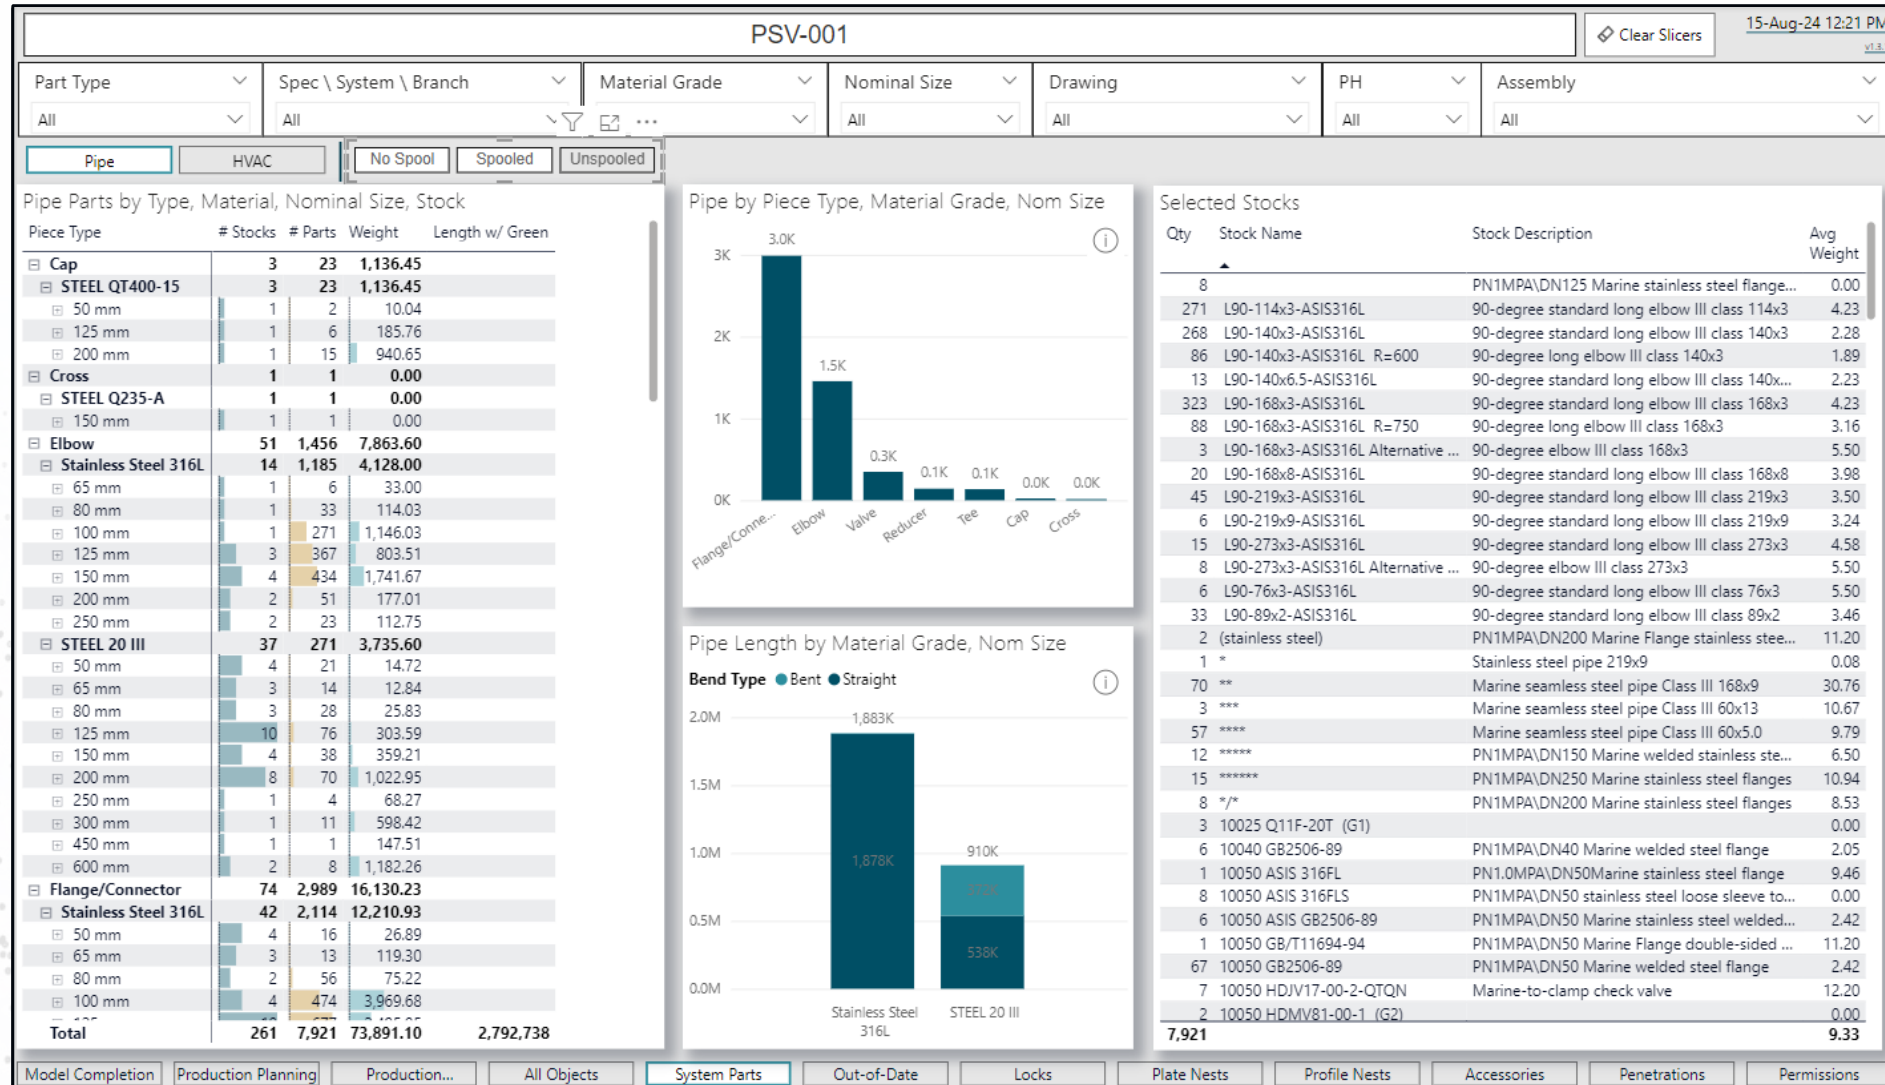 PSV-001
Clear Slicers
15-Aug-24 12:21 PM
v1.3.
Part Type
Spec \ System \ Branch
Material Grade
Nominal Size
Drawing
PH
Assembly
All
All
All
All
All
All
Pipe
HVAC
No Spool
Spooled
Unspooled
Pipe Parts by Type, Material, Nominal Size, Stock
Piece Type # Stocks # Parts Weight Length w/ Green
Cap 3 23 1,136.45
STEEL QT400-15 3 23 1,136.45
50 mm 1 2 10.04
125 mm 1 6 185.76
200 mm 1 15 940.65
Cross 1 1 0.00
STEEL Q235-A 1 1 0.00
150 mm 1 1 0.00
Elbow 51 1,456 7,863.60
Stainless Steel 316L 14 1,185 4,128.00
65 mm 1 6 33.00
80 mm 1 33 114.03
100 mm 1 271 1,146.03
125 mm 3 367 803.51
150 mm 4 434 1,741.67
200 mm 2 51 177.01
250 mm 2 23 112.75
STEEL 20 III 37 271 3,735.60
50 mm 4 21 14.72
65 mm 3 14 12.84
80 mm 3 28 25.83
125 mm 10 76 303.59
150 mm 4 38 359.21
200 mm 8 70 1,022.95
250 mm 1 4 68.27
300 mm 1 11 598.42
450 mm 1 1 147.51
600 mm 2 8 1,182.26
Flange/Connector 74 2,989 16,130.23
Stainless Steel 316L 42 2,114 12,210.93
50 mm 4 16 26.89
65 mm 3 13 119.30
80 mm 2 56 75.22
100 mm 4 474 3,969.68
Total 261 7,921 73,891.10 2,792,738
Pipe by Piece Type, Material Grade, Nom Size
3K
2K
1K
0K
3.0K
1.5K
0.3K
0.1K
0.1K
0.0K
0.0K
Flange/Conne...
Elbow
Valve
Reducer
Tee
Cap
Cross
Pipe Length by Material Grade, Nom Size
Bend Type Bent Straight
2.0M
1.5M
1.0M
0.5M
0.0M
1,883K
1,878K
910K
538K
Stainless Steel
316L
STEEL 20 III
Selected Stocks
Qty Stock Name Stock Description Avg
Weight
8 PN1MPA\DN125 Marine stainless steel flange... 0.00
271 L90-114x3-ASIS316L 90-degree standard long elbow III class 114x3 4.23
268 L90-140x3-ASIS316L 90-degree standard long elbow III class 140x3 2.28
86 L90-140x3-ASIS316L R=600 90-degree long elbow III class 140x3 1.89
13 L90-140x6.5-ASIS316L 90-degree standard long elbow III class 140x... 2.23
323 L90-168x3-ASIS316L 90-degree standard long elbow III class 168x3 4.23
88 L90-168x3-ASIS316L R=750 90-degree long elbow III class 168x3 3.16
3 L90-168x3-ASIS316L Alternative ... 90-degree elbow III class 168x3 5.50
20 L90-168x8-ASIS316L 90-degree standard long elbow III class 168x8 3.98
45 L90-219x3-ASIS316L 90-degree standard long elbow III class 219x3 3.50
6 L90-219x9-ASIS316L 90-degree standard long elbow III class 219x9 3.24
15 L90-273x3-ASIS316L 90-degree standard long elbow III class 273x3 4.58
8 L90-273x3-ASIS316L Alternative ... 90-degree elbow III class 273x3 5.50
6 L90-76x3-ASIS316L 90-degree standard long elbow III class 76x3 5.50
33 L90-89x2-ASIS316L 90-degree standard long elbow III class 89x2 3.46
2 (stainless steel) PN1MPA\DN200 Marine Flange stainless stee... 11.20
1 * Stainless steel pipe 219x9 0.08
70 ** Marine seamless steel pipe Class III 168x9 30.76
3 *** Marine seamless steel pipe Class III 60x13 10.67
57 **** Marine seamless steel pipe Class III 60x5.0 9.79
12 ***** PN1MPA\DN150 Marine welded stainless ste... 6.50
15 ****** PN1MPA\DN250 Marine stainless steel flanges 10.94
8 */* PN1MPA\DN200 Marine stainless steel flanges 8.53
3 10025 Q11F-20T (G1) 0.00
6 10040 GB2506-89 PN1MPA\DN40 Marine welded steel flange 2.05
1 10050 ASIS 316FL PN1.0MPA\DN50Marine stainless steel flange 9.46
8 10050 ASIS 316FLS PN1MPA\DN50 stainless steel loose sleeve to... 0.00
6 10050 ASIS GB2506-89 PN1MPA\DN50 Marine stainless steel welded... 2.42
1 10050 GB/T11694-94 PN1MPA\DN50 Marine Flange double-sided ... 11.20
67 10050 GB2506-89 PN1MPA\DN50 Marine welded steel flange 2.42
7 10050 HDJV17-00-2-QTQN Marine-to-clamp check valve 12.20
2 10050 HDMV81-00-1 (G2) 0.00
7,921 9.33
Model Completion
Production Planning
Production...
All Objects
System Parts
Out-of-Date
Locks
Plate Nests
Profile Nests
Accessories
Penetrations
Permissions